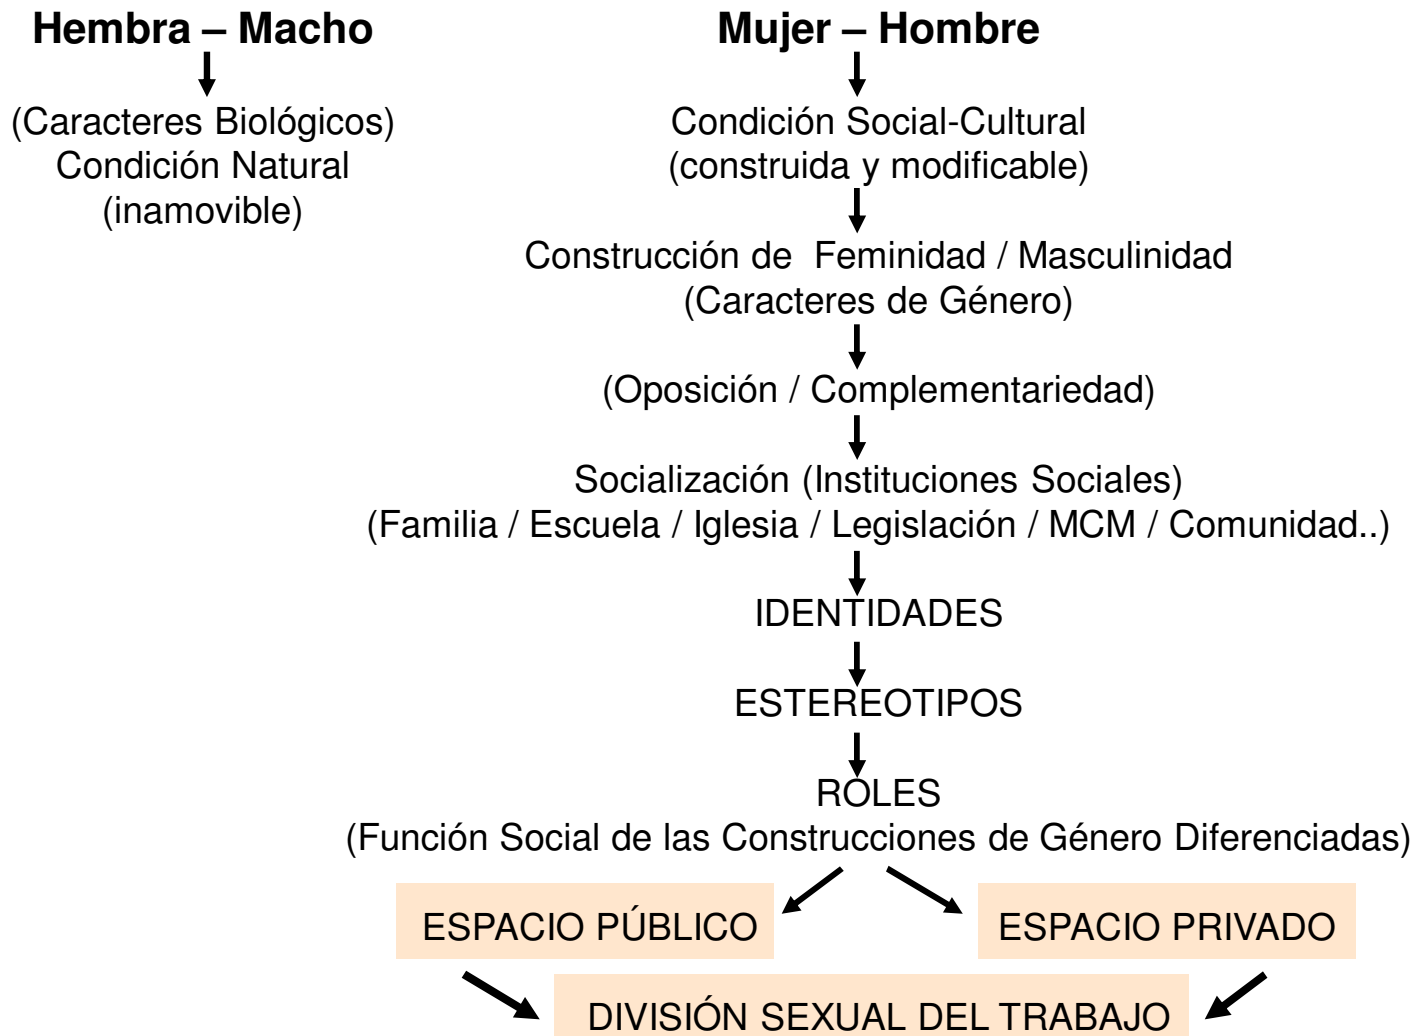 Hembra – Macho
(Caracteres Biológicos)
Condición Natural
(inamovible)
Mujer – Hombre
Condición Social-Cultural
(construida y modificable)
Construcción de Feminidad / Masculinidad
(Caracteres de Género)
(Oposición / Complementariedad)
Socialización (Instituciones Sociales)
(Familia / Escuela / Iglesia / Legislación / MCM / Comunidad..)
IDENTIDADES
ESTEREOTIPOS
ROLES
(Función Social de las Construcciones de Género Diferenciadas)
ESPACIO PÚBLICO
ESPACIO PRIVADO
DIVISIÓN SEXUAL DEL TRABAJO